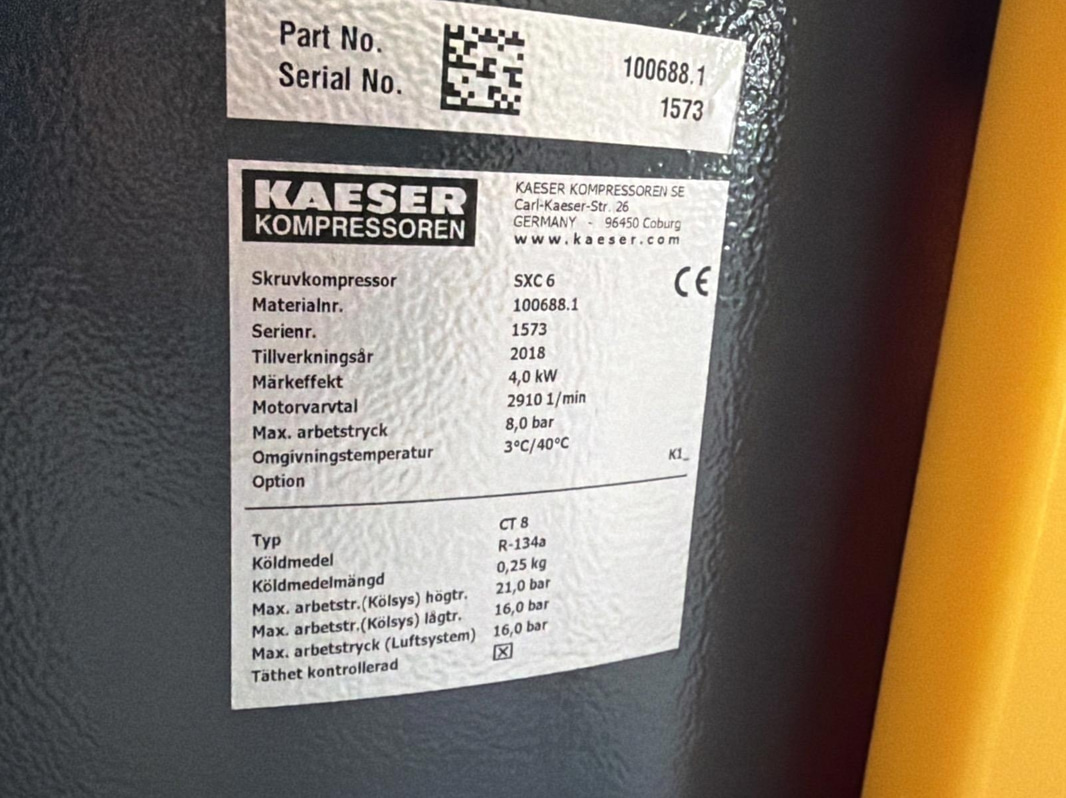 Part No. 100688.1
Serial No. 1573
KAESER
KOMPRESSOREN
KAESER KOMPRESSOREN SE
Carl-Kaeser-Str. 26
GERMANY - 96450 Coburg
www.kaeser.com
CE
Skruvkompressor SXC 6
Materialnr. 100688.1
Serienr. 1573
Tillverkningsår 2018
Märkeffekt 4,0 kW
Motorvarvtal 2910 1/min
Max. arbetstryck 8,0 bar
Omgivningstemperatur 3°C/40°C
Option K1_
Typ CT 8
Köldmedel R-134a
Köldmedelmängd 0,25 kg
Max. arbetstr.(Kölsys) högtr. 21,0 bar
Max. arbetstr.(Kölsys) lågtr. 16,0 bar
Max. arbetstryck (Luftsystem) 16,0 bar
Täthet kontrollerad ☒